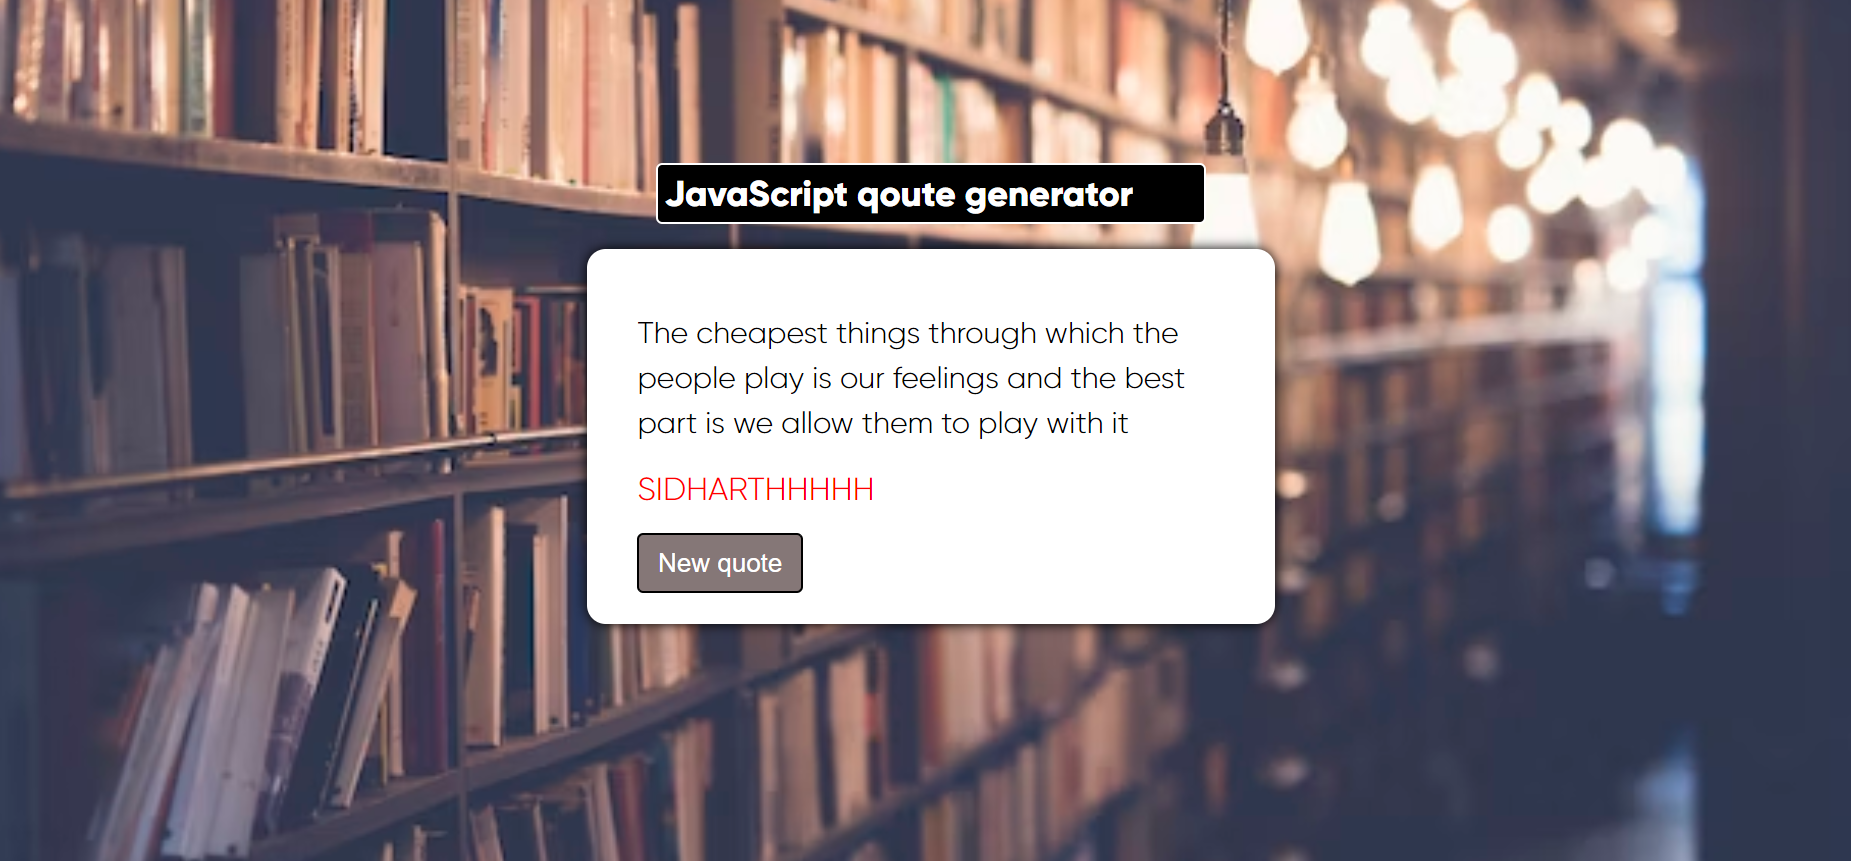 JavaScript qoute generator
The cheapest things through which the
people play is our feelings and the best
part is we allow them to play with it
SIDHARTHHHHH
New quote